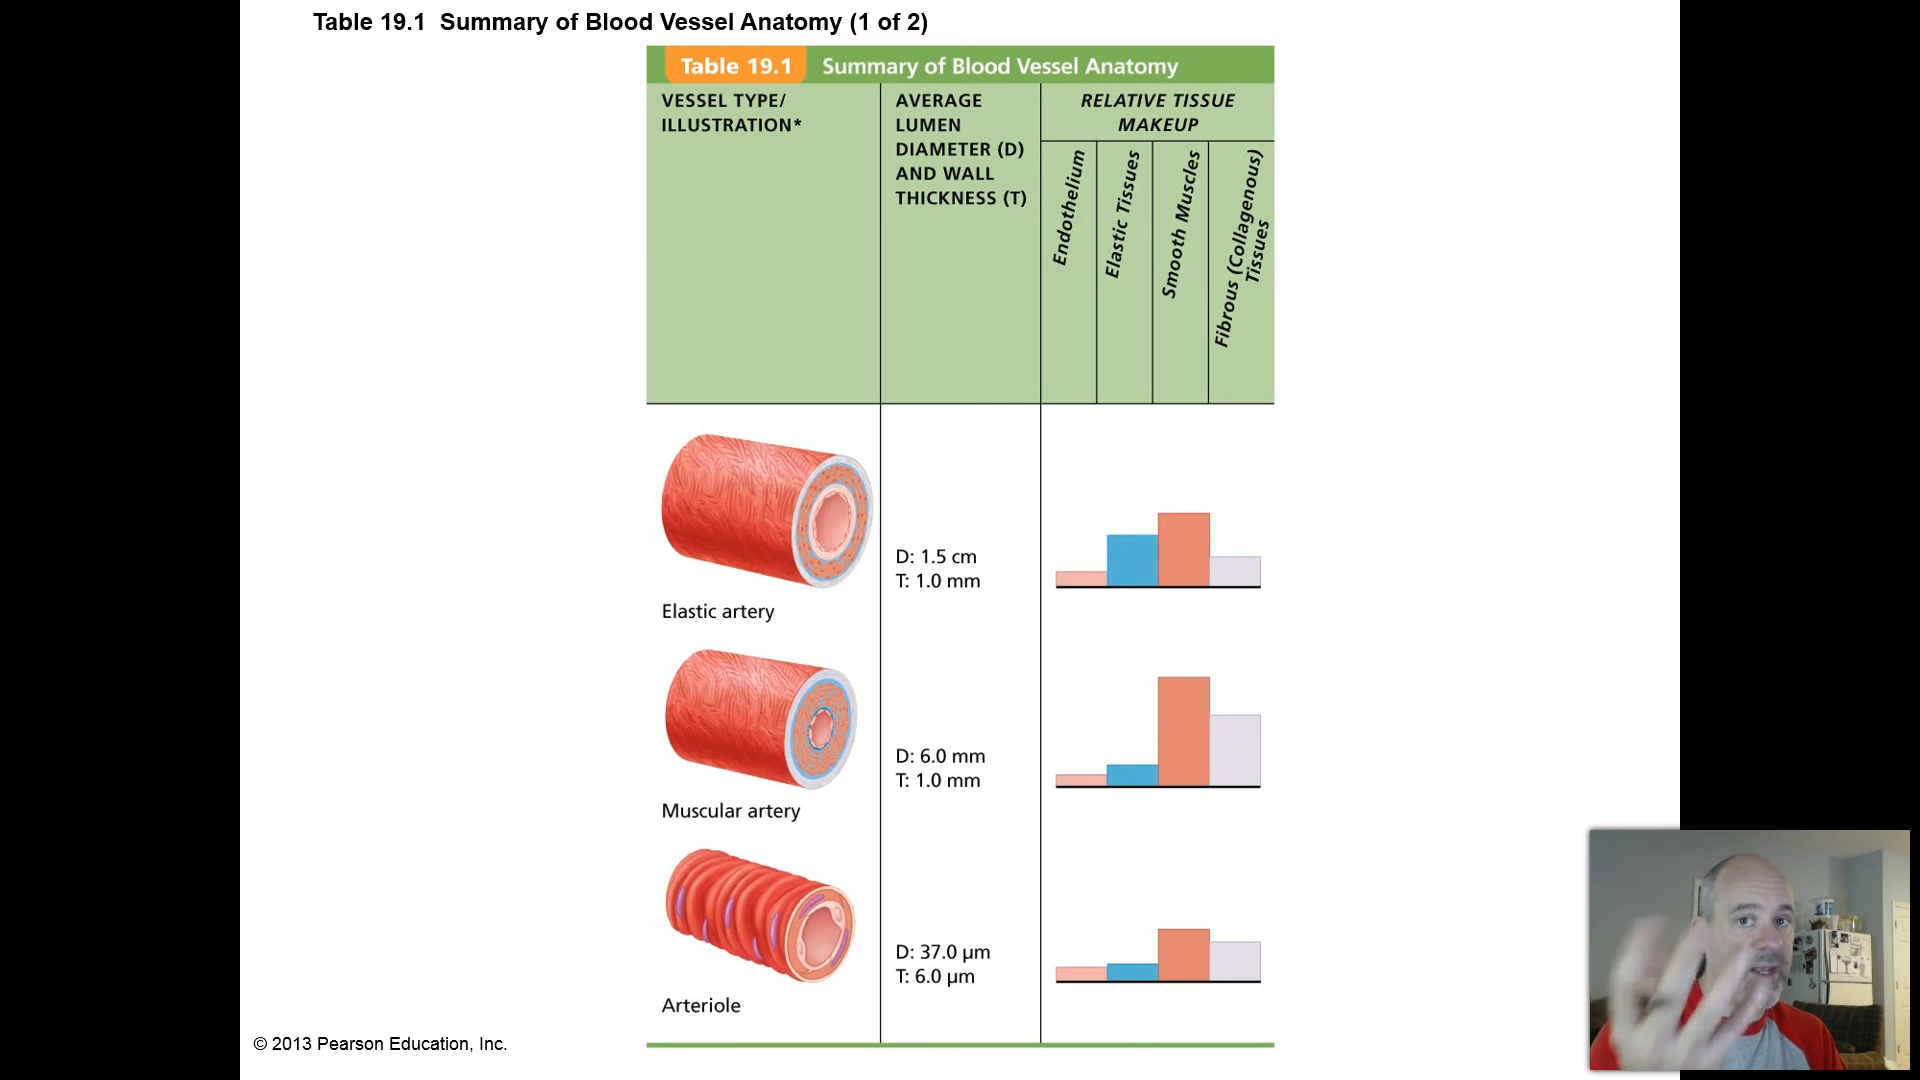 Table 19.1 Summary of Blood Vessel Anatomy (1 of 2)
Table 19.1 Summary of Blood Vessel Anatomy
VESSEL TYPE/
ILLUSTRATION*
AVERAGE
LUMEN
DIAMETER (D)
AND WALL
THICKNESS (T)
RELATIVE TISSUE
MAKEUP
Endothelium
Elastic Tissues
Smooth Muscles
Fibrous (Collagenous)
Tissues
D: 1.5 cm
T: 1.0 mm
Elastic artery
D: 6.0 mm
T: 1.0 mm
Muscular artery
D: 37.0 µm
T: 6.0 µm
Arteriole
© 2013 Pearson Education, Inc.